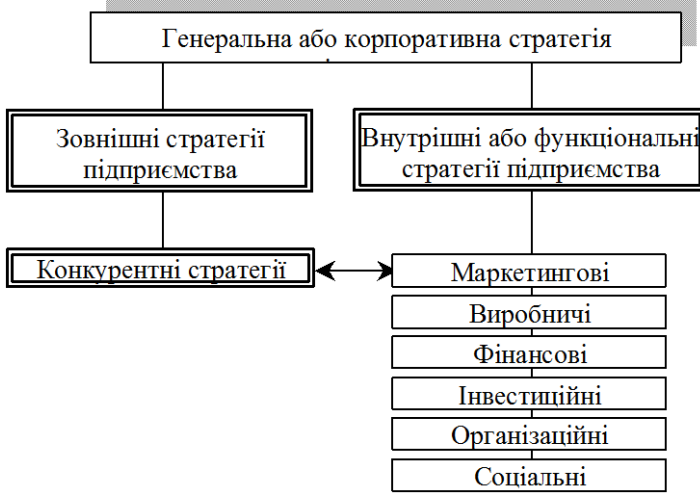 Генеральна або корпоративна стратегія
Зовнішні стратегії
підприємства
Внутрішні або функціональні
стратегії підприємства
Конкурентні стратегії
Маркетингові
Виробничі
Фінансові
Інвестиційні
Організаційні
Соціальні